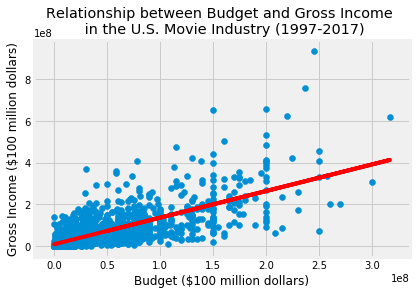 Relationship between Budget and Gross Income
in the U.S. Movie Industry (1997-2017)
1e8
Gross Income ($100 million dollars)
8
6
4
2
0
0.0 0.5 1.0 1.5 2.0 2.5 3.0
Budget ($100 million dollars)
1e8